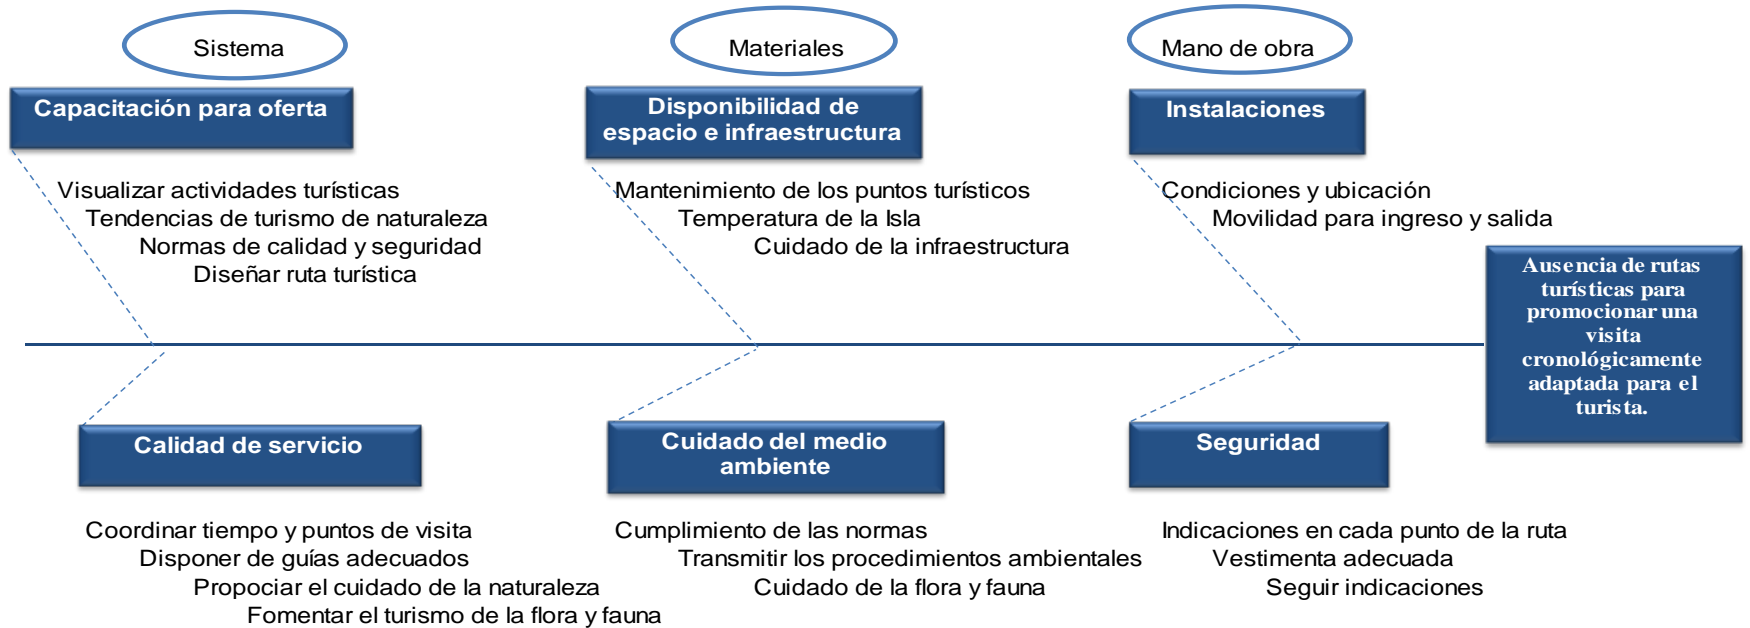 Sistema
Materiales
Mano de obra
Capacitación para oferta
Disponibilidad de
espacio e infraestructura
Instalaciones
Visualizar actividades turísticas
Tendencias de turismo de naturaleza
Normas de calidad y seguridad
Diseñar ruta turística
Mantenimiento de los puntos turísticos
Temperatura de la Isla
Cuidado de la infraestructura
Condiciones y ubicación
Movilidad para ingreso y salida
Ausencia de rutas
turísticas para
promocionar una
visita
cronológicamente
adaptada para el
turista.
Calidad de servicio
Cuidado del medio
ambiente
Seguridad
Coordinar tiempo y puntos de visita
Disponer de guías adecuados
Propociar el cuidado de la naturaleza
Fomentar el turismo de la flora y fauna
Cumplimiento de las normas
Transmitir los procedimientos ambientales
Cuidado de la flora y fauna
Indicaciones en cada punto de la ruta
Vestimenta adecuada
Seguir indicaciones